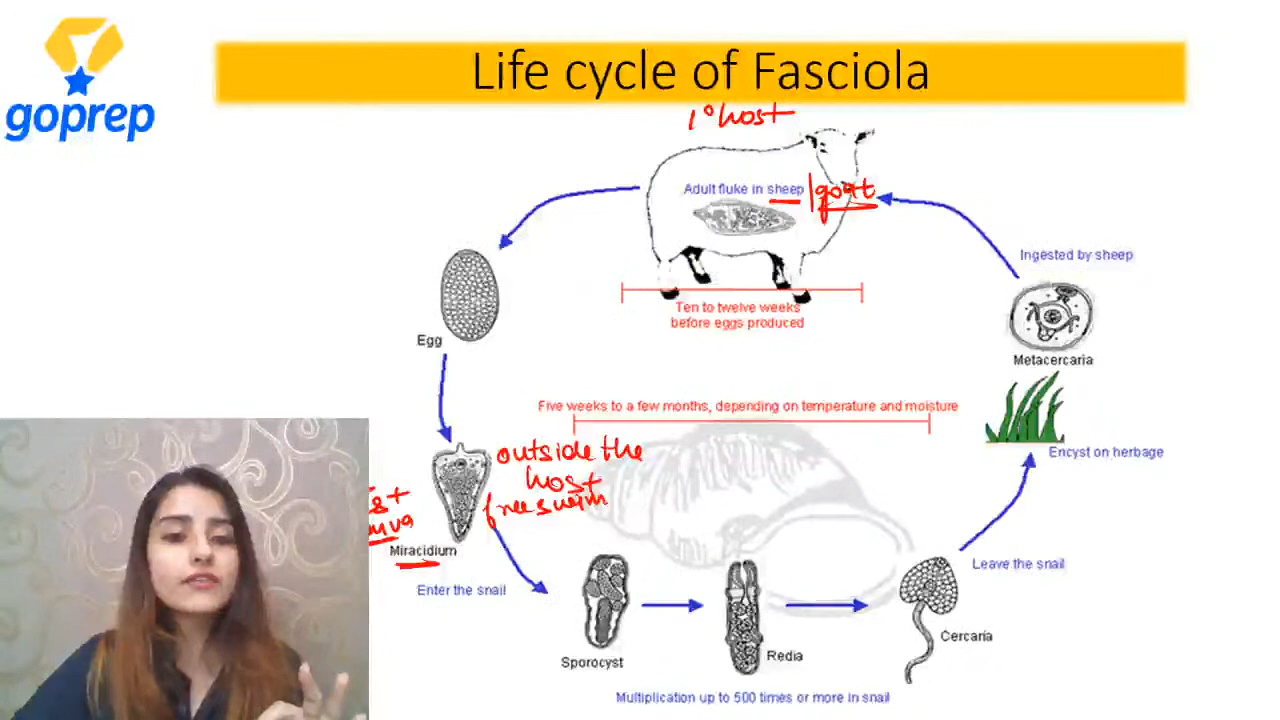 goprep
Life cycle of Fasciola
1° host
Adult fluke in sheep | goat
Ingested by sheep
Ten to twelve weeks
before eggs produced
Egg
Metacercaria
Five weeks to a few months, depending on temperature and moisture
Encyst on herbage
outside the
host
free swim
Miracidium
Enter the snail
Leave the snail
Sporocyst
Redia
Cercaria
Multiplication up to 500 times or more in snail